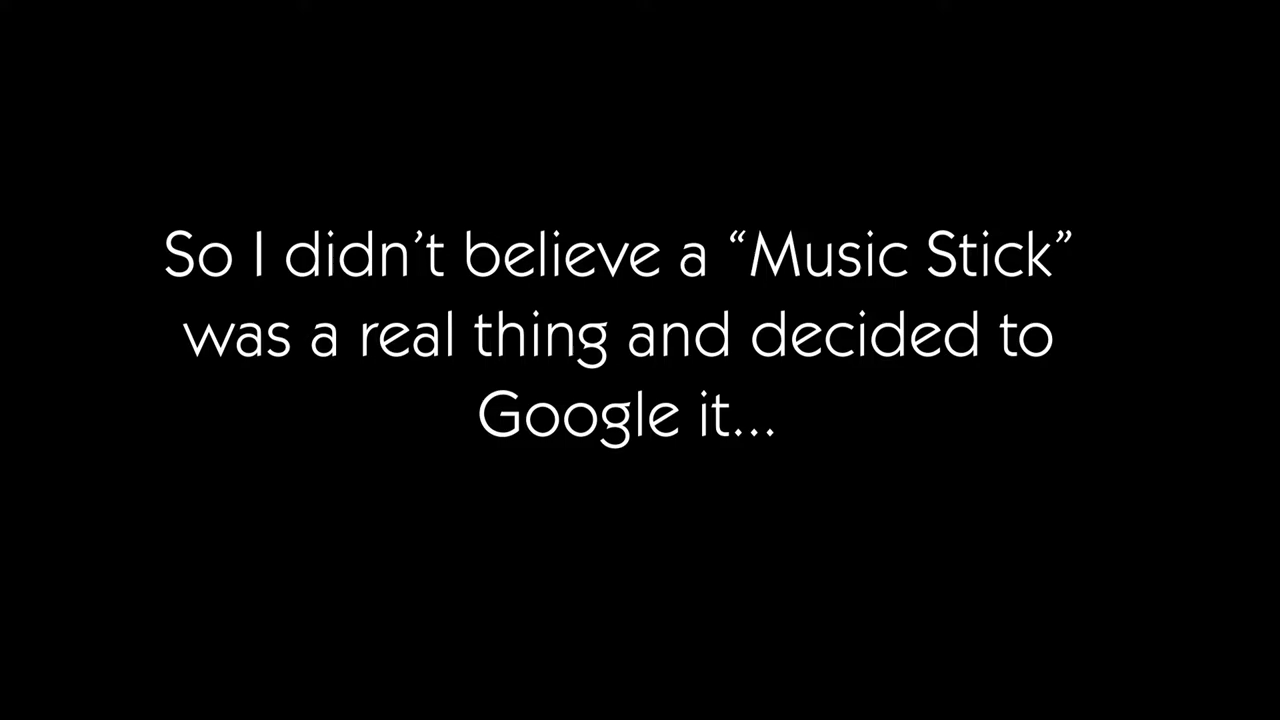 So I didn’t believe a “Music Stick”
was a real thing and decided to
Google it...